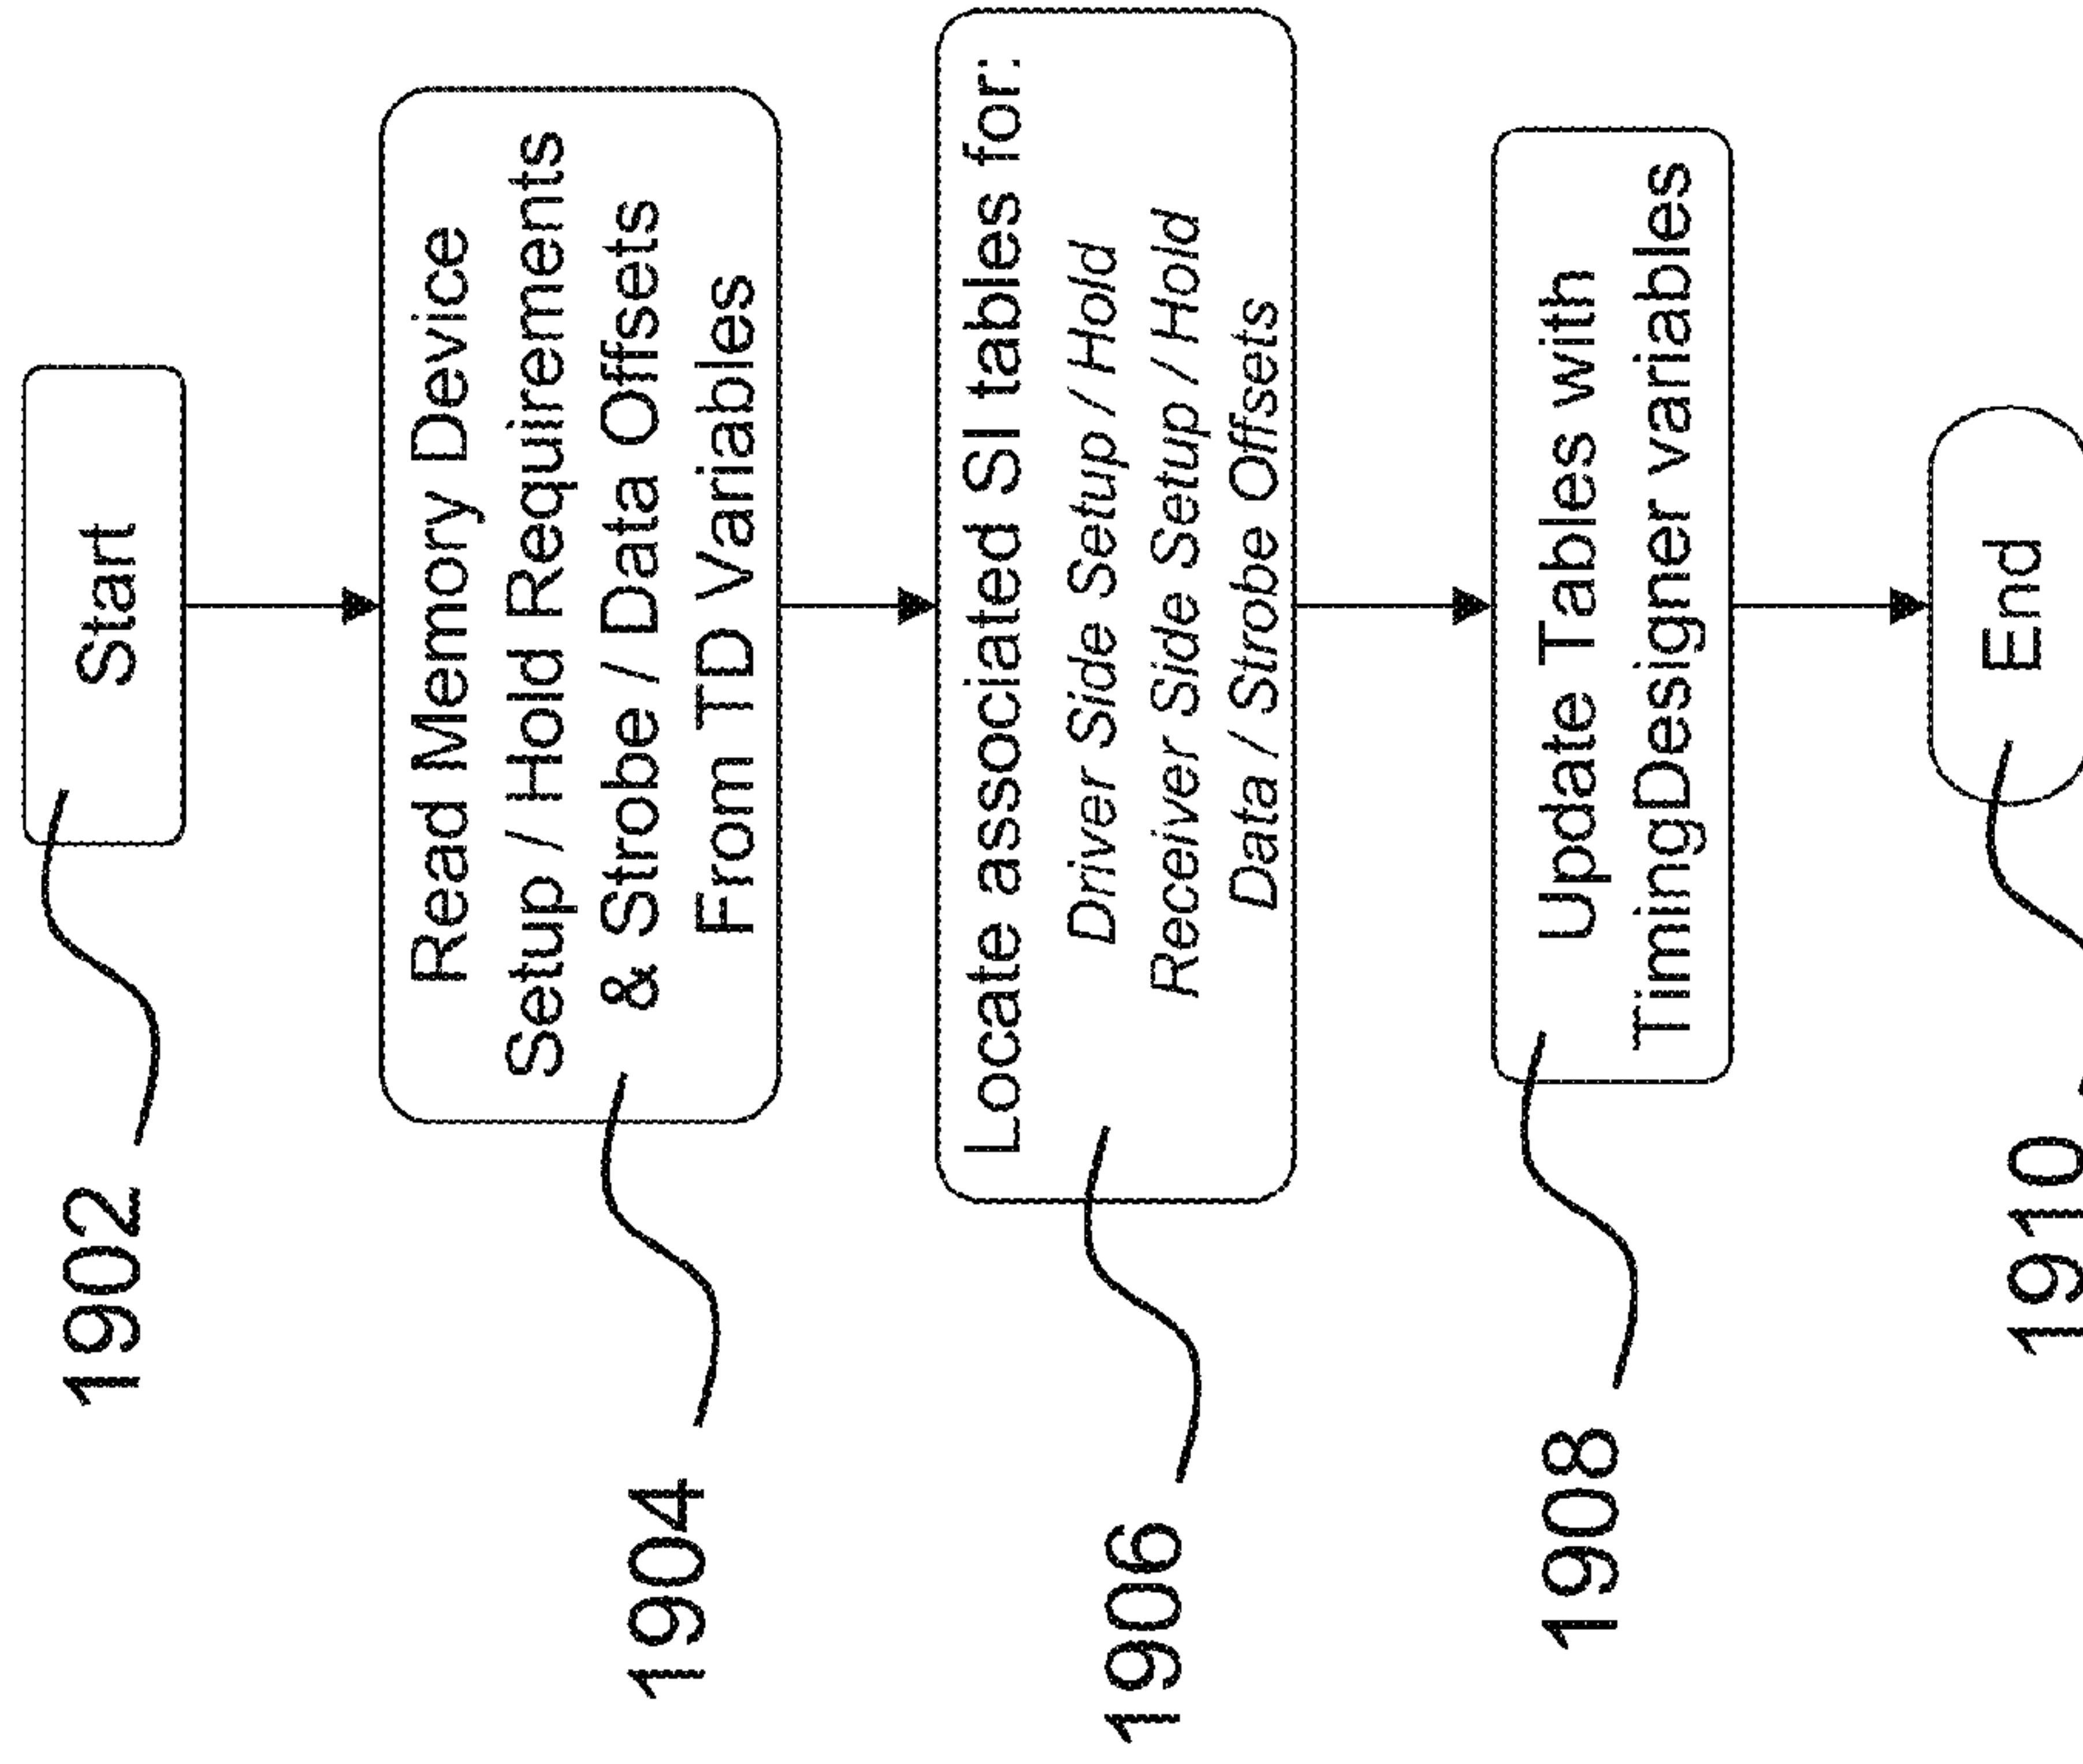 Start
1902
Read Memory Device
Setup / Hold Requirements
& Strobe / Data Offsets
From TD Variables
1904
Locate associated SI tables for:
Driver Side Setup / Hold
Receiver Side Setup / Hold
Data / Strobe Offsets
1906
Update Tables with
TimingDesigner variables
1908
End
1910